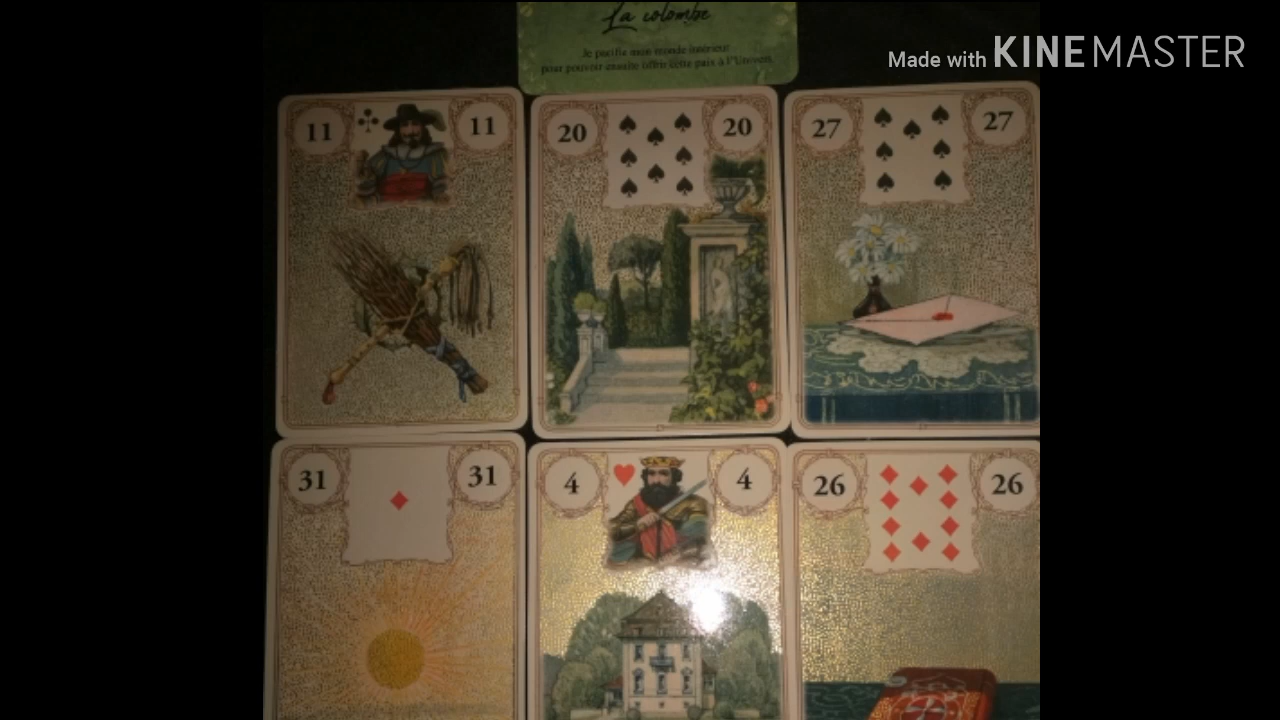 La colombe
Je pacifie mon monde intérieur
pour pouvoir ensuite offrir cette paix à l'Univers.
Made with KINEMASTER
11 11
20 20
27 27
31 31
4 4
26 26